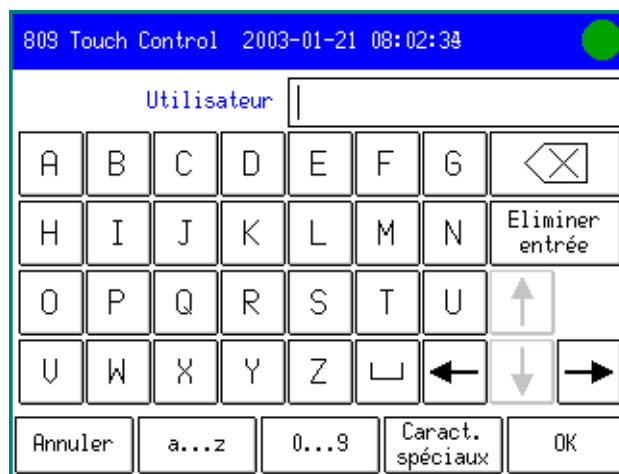 809 Touch Control 2003-01-21 08:02:34
Utilisateur
A B C D E F G
H I J K L M N Eliminer
entrée
O P Q R S T U
V W X Y Z
Annuler a...z 0...9 Caract.
spéciaux OK